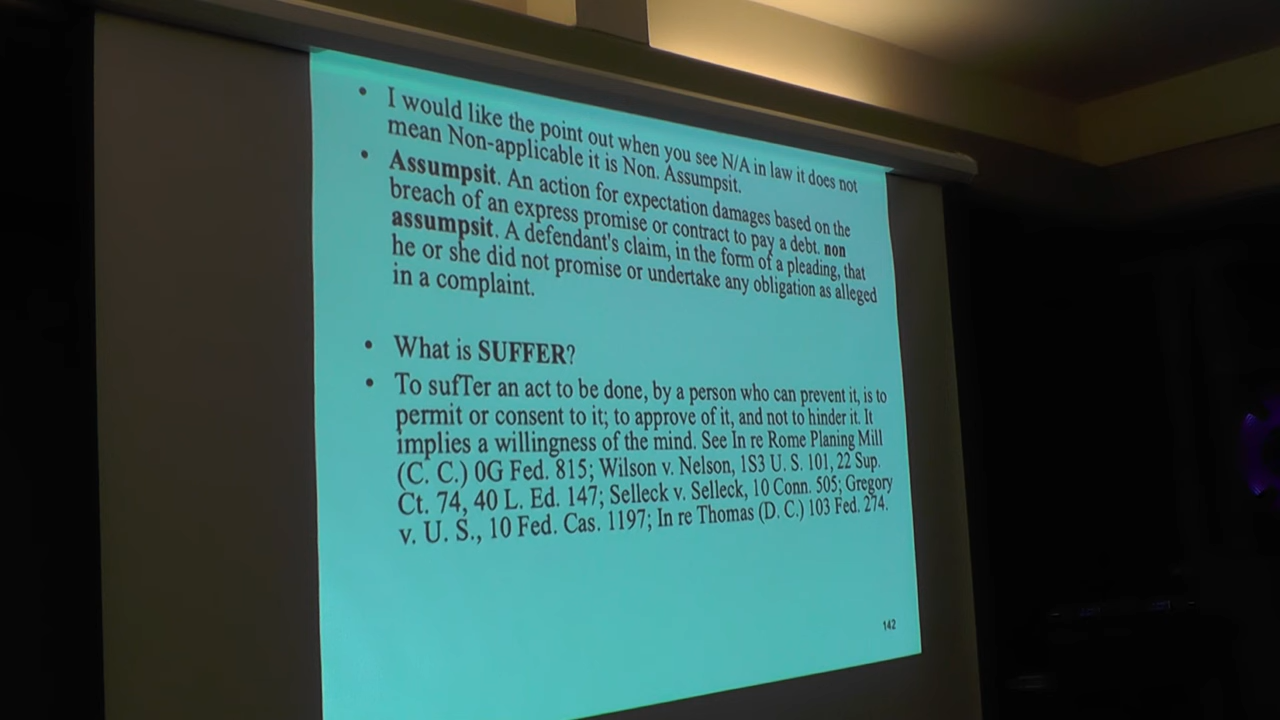 • I would like the point out when you see N/A in law it does not
mean Non-applicable it is Non. Assumpsit.
• Assumpsit. An action for expectation damages based on the
breach of an express promise or contract to pay a debt. non
assumpsit. A defendant's claim, in the form of a pleading, that
he or she did not promise or undertake any obligation as alleged
in a complaint.
• What is SUFFER?
• To sufTer an act to be done, by a person who can prevent it, is to
permit or consent to it; to approve of it, and not to hinder it. It
implies a willingness of the mind. See In re Rome Planing Mill
(C. C.) 0G Fed. 815; Wilson v. Nelson, 1S3 U. S. 101, 22 Sup.
Ct. 74, 40 L. Ed. 147; Selleck v. Selleck, 10 Conn. 505; Gregory
v. U. S., 10 Fed. Cas. 1197; In re Thomas (D. C.) 103 Fed. 274.
142